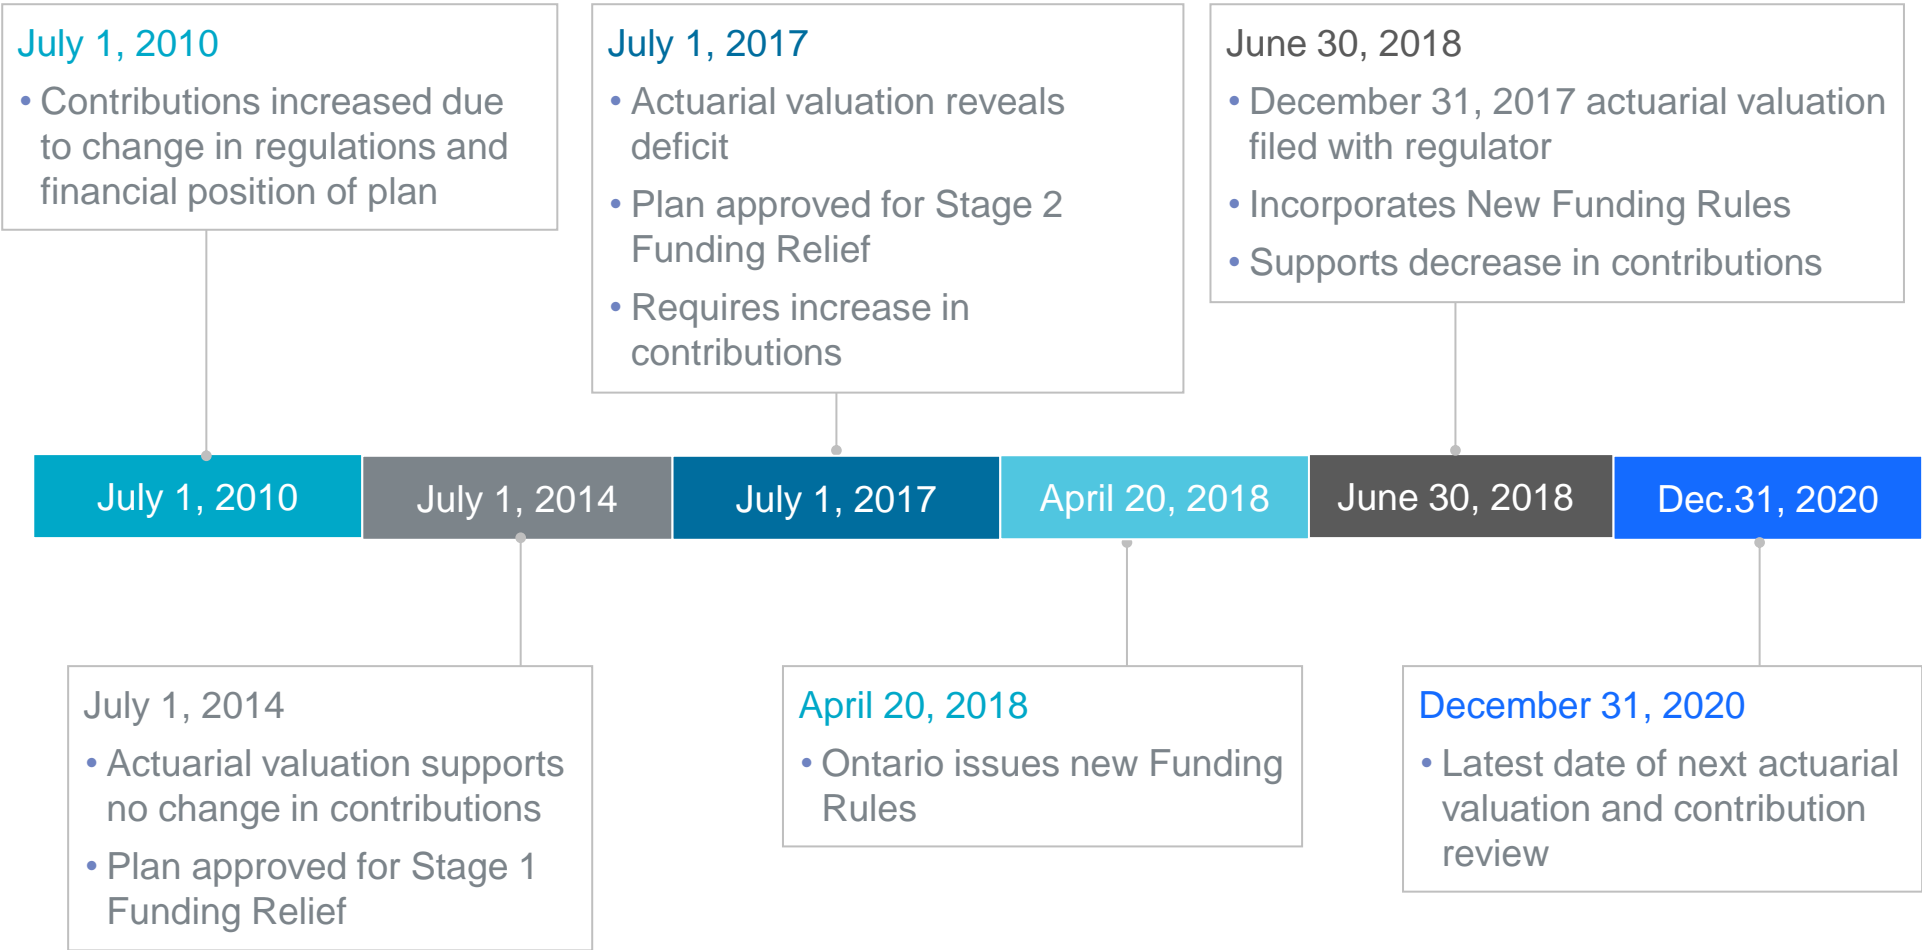 July 1, 2010
• Contributions increased due
to change in regulations and
financial position of plan
July 1, 2017
• Actuarial valuation reveals
deficit
• Plan approved for Stage 2
Funding Relief
• Requires increase in
contributions
June 30, 2018
• December 31, 2017 actuarial valuation
filed with regulator
• Incorporates New Funding Rules
• Supports decrease in contributions
July 1, 2010
July 1, 2014
July 1, 2017
April 20, 2018
June 30, 2018
Dec.31, 2020
July 1, 2014
• Actuarial valuation supports
no change in contributions
• Plan approved for Stage 1
Funding Relief
April 20, 2018
• Ontario issues new Funding
Rules
December 31, 2020
• Latest date of next actuarial
valuation and contribution
review